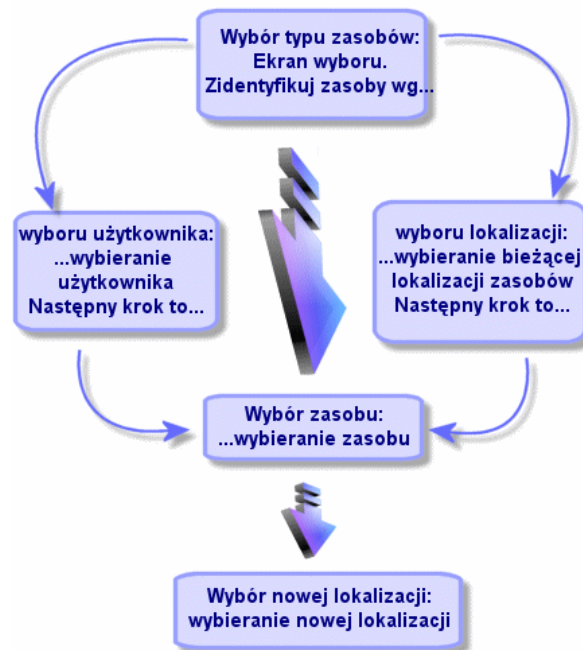 Wybór typu zasobów:
Ekran wyboru.
Zidentyfikuj zasoby wg...
wyboru użytkownika:
...wybieranie
użytkownika
Następny krok to...
wyboru lokalizacji:
...wybieranie bieżącej
lokalizacji zasobów
Następny krok to...
Wybór zasobu:
...wybieranie zasobu
Wybór nowej lokalizacji:
wybieranie nowej lokalizacji